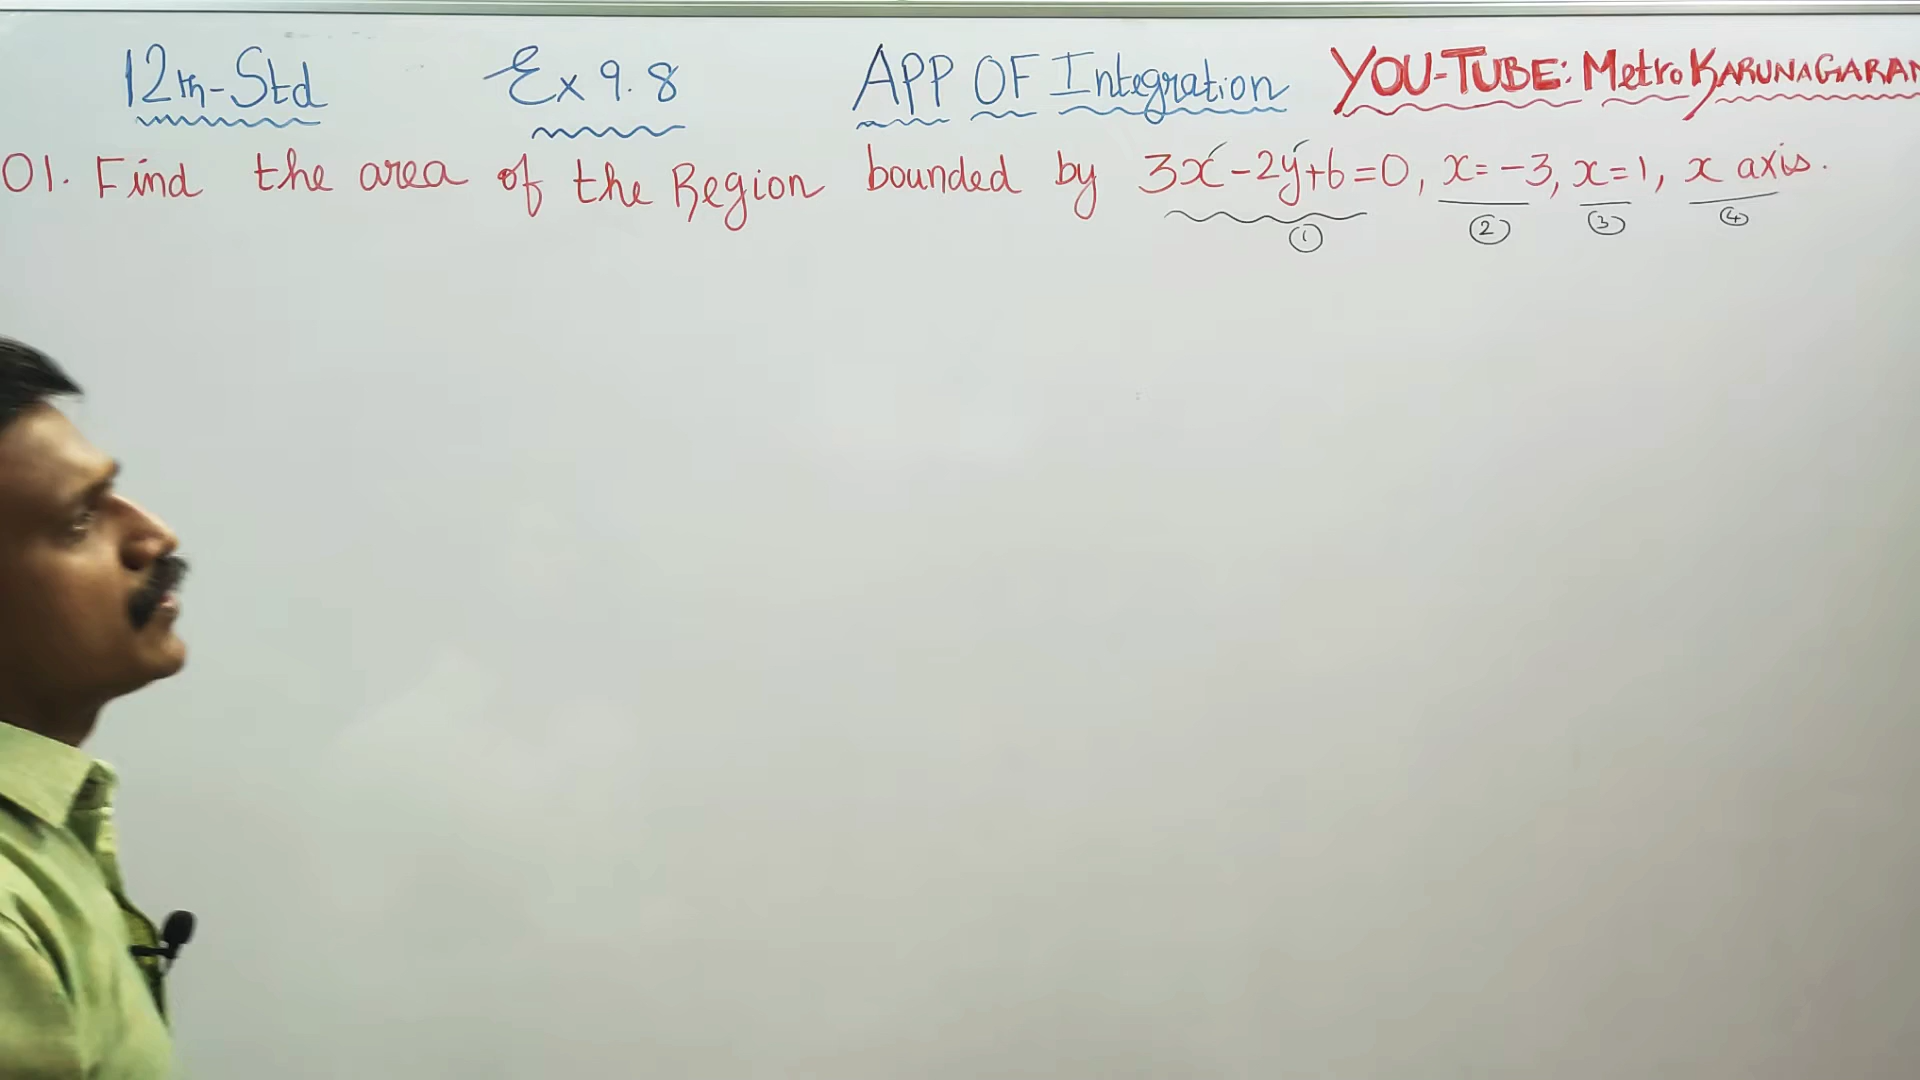 12th-Std Ex 9.8 APP OF Integration YOU-TUBE: Metro KARUNAGARAN
01. Find the area of the Region bounded by 3x-2y+6=0, x=-3, x=1, x axis.
① ② ③ ④